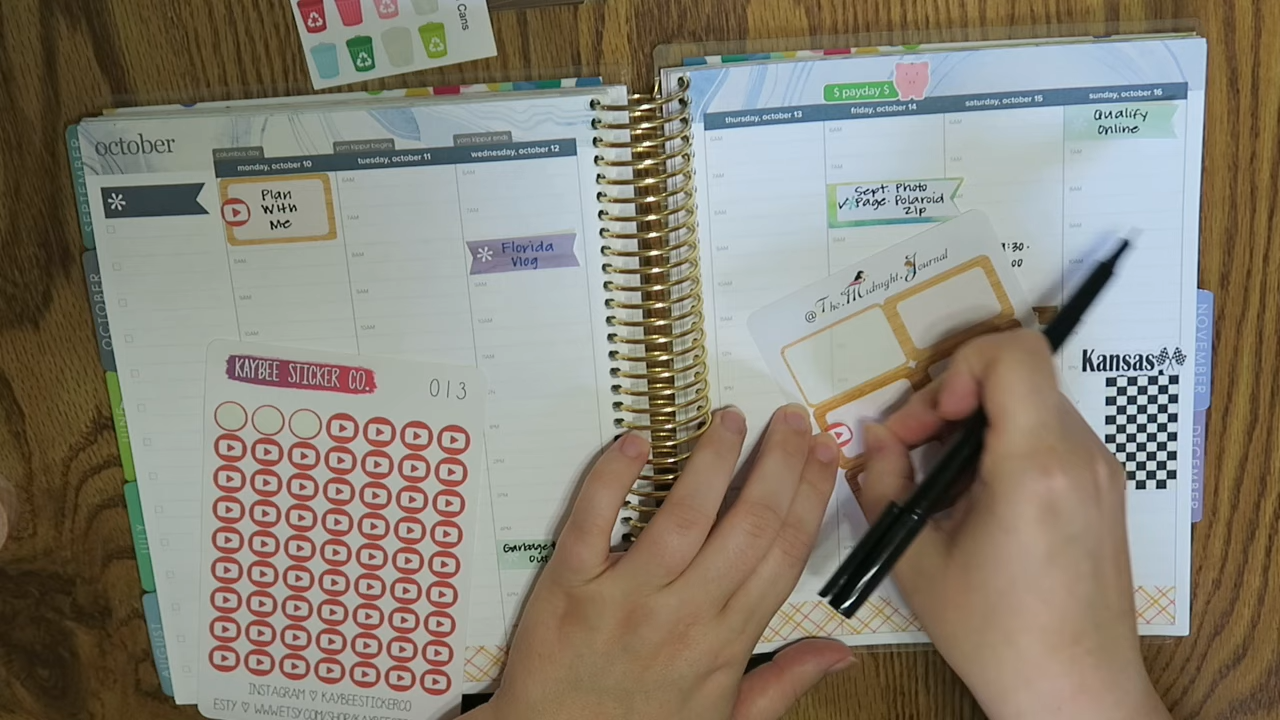 Cans
october
columbus day
monday, october 10
yom kippur begins
tuesday, october 11
yom kippur ends
wednesday, october 12
thursday, october 13
$ payday $
friday, october 14
saturday, october 15
sunday, october 16
Plan
With
Me
Florida
Vlog
Sept. Photo
Page- Polaroid
Zip
Qualify
Online
:30-
00
Kansas
@ The Midnight Journal
KAYBEE STICKER CO.
013
INSTAGRAM ♡ KAYBEESTICKERCO
Garbage
SEPTEMBER
OCTOBER
JUNE
JULY
AUGUST
NOVEMBER
DECEMBER